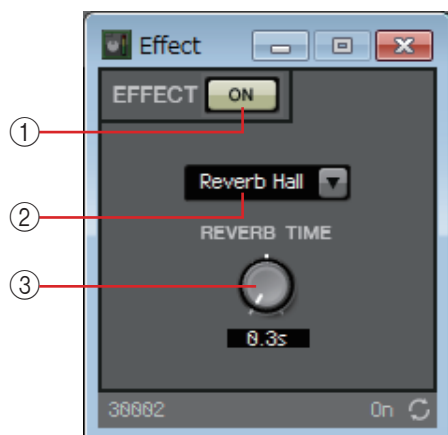 Effect
EFFECT ON
①
Reverb Hall
②
REVERB TIME
③
0.3s
30002 On